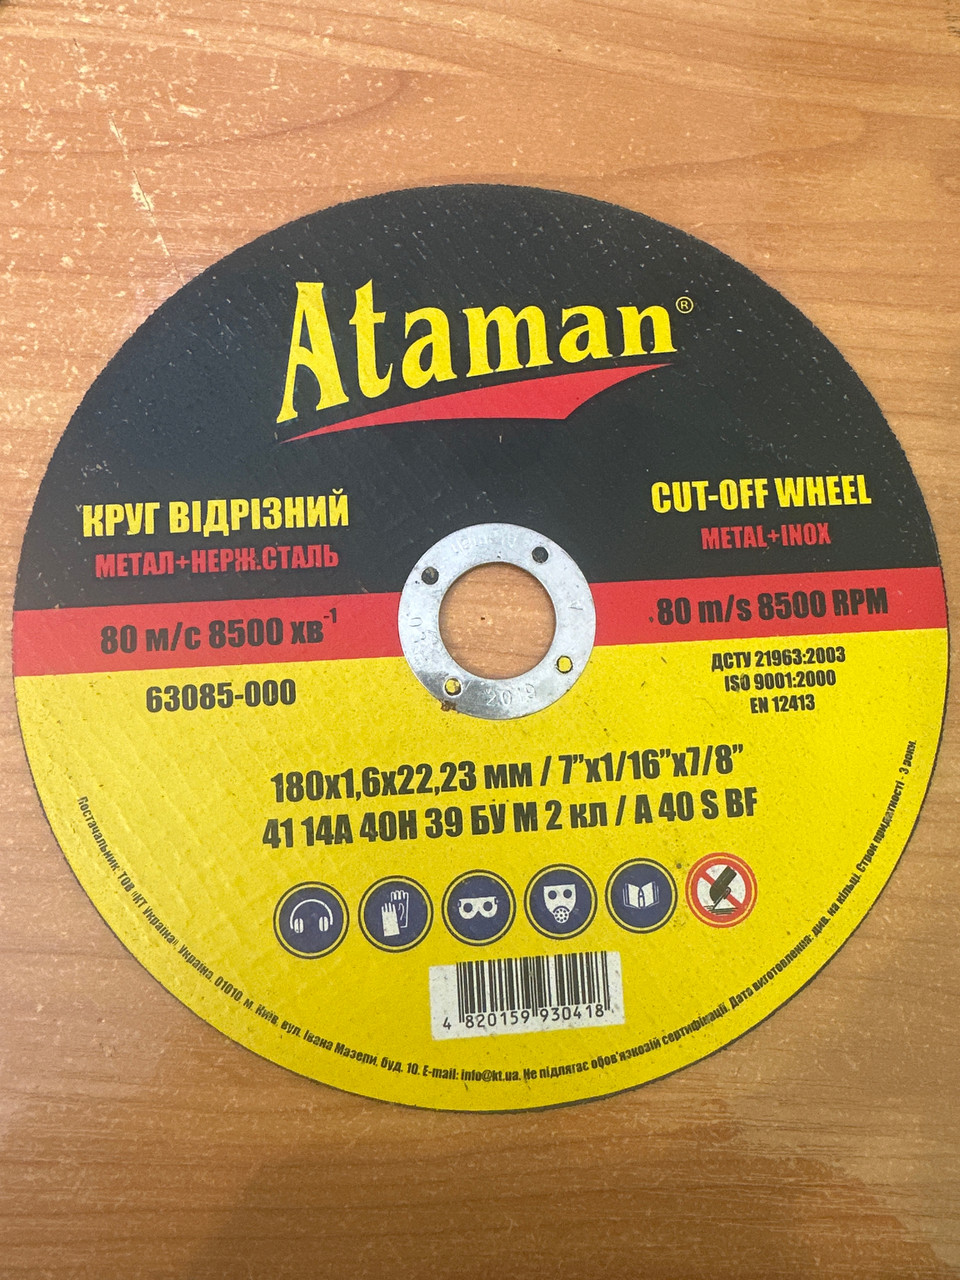 Ataman®
КРУГ ВІДРІЗНИЙ
МЕТАЛ+НЕРЖ.СТАЛЬ
80 м/с 8500 хв⁻¹
63085-000
CUT-OFF WHEEL
METAL+INOX
80 m/s 8500 RPM
ДСТУ 21963:2003
ISO 9001:2000
EN 12413
2019
180x1,6x22,23 мм / 7”x1/16”x7/8”
41 14А 40Н 39 БУ М 2 кл / A 40 S BF
4 820159 930418
Постачальник: ТОВ «КТ Україна», Україна, 01010, м. Київ, вул. Івана Мазепи, буд. 10. E-mail: info@kt.ua. Не підлягає обов'язковій сертифікації. Дата виготовлення: див. на кільці. Строк придатності - 3 роки.